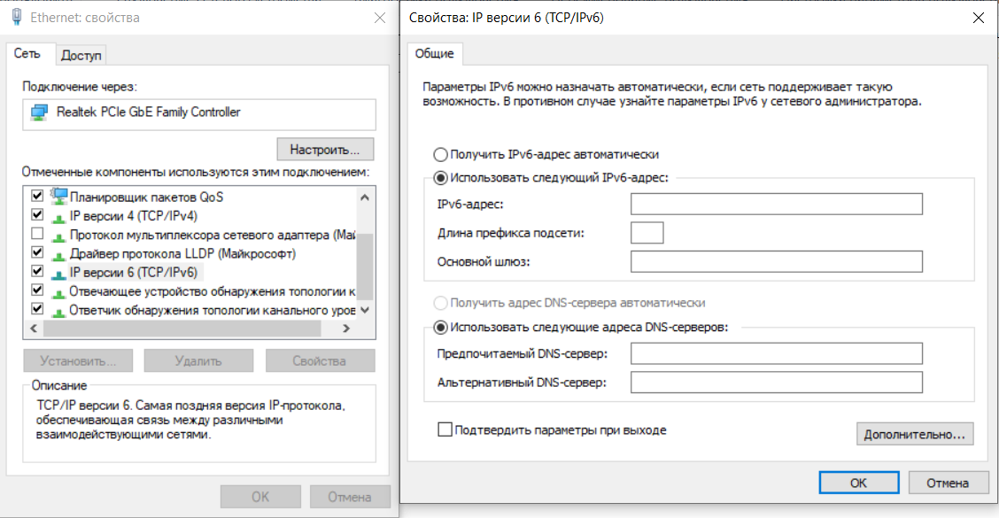 Ethernet: свойства
Сеть
Доступ
Подключение через:
Realtek PCIe GbE Family Controller
Настроить...
Отмеченные компоненты используются этим подключением:
Планировщик пакетов QoS
IP версии 4 (TCP/IPv4)
Протокол мультиплексора сетевого адаптера (Май
Драйвер протокола LLDP (Майкрософт)
IP версии 6 (TCP/IPv6)
Отвечающее устройство обнаружения топологии к
Ответчик обнаружения топологии канального уров
Установить...
Удалить
Свойства
Описание
TCP/IP версии 6. Самая поздняя версия IP-протокола,
обеспечивающая связь между различными
взаимодействующими сетями.
OK
Отмена
Свойства: IP версии 6 (TCP/IPv6)
Общие
Параметры IPv6 можно назначать автоматически, если сеть поддерживает такую
возможность. В противном случае узнайте параметры IPv6 у сетевого администратора.
Получить IPv6-адрес автоматически
Использовать следующий IPv6-адрес:
IPv6-адрес:
Длина префикса подсети:
Основной шлюз:
Получить адрес DNS-сервера автоматически
Использовать следующие адреса DNS-серверов:
Предпочитаемый DNS-сервер:
Альтернативный DNS-сервер:
Подтвердить параметры при выходе
Дополнительно...
OK
Отмена